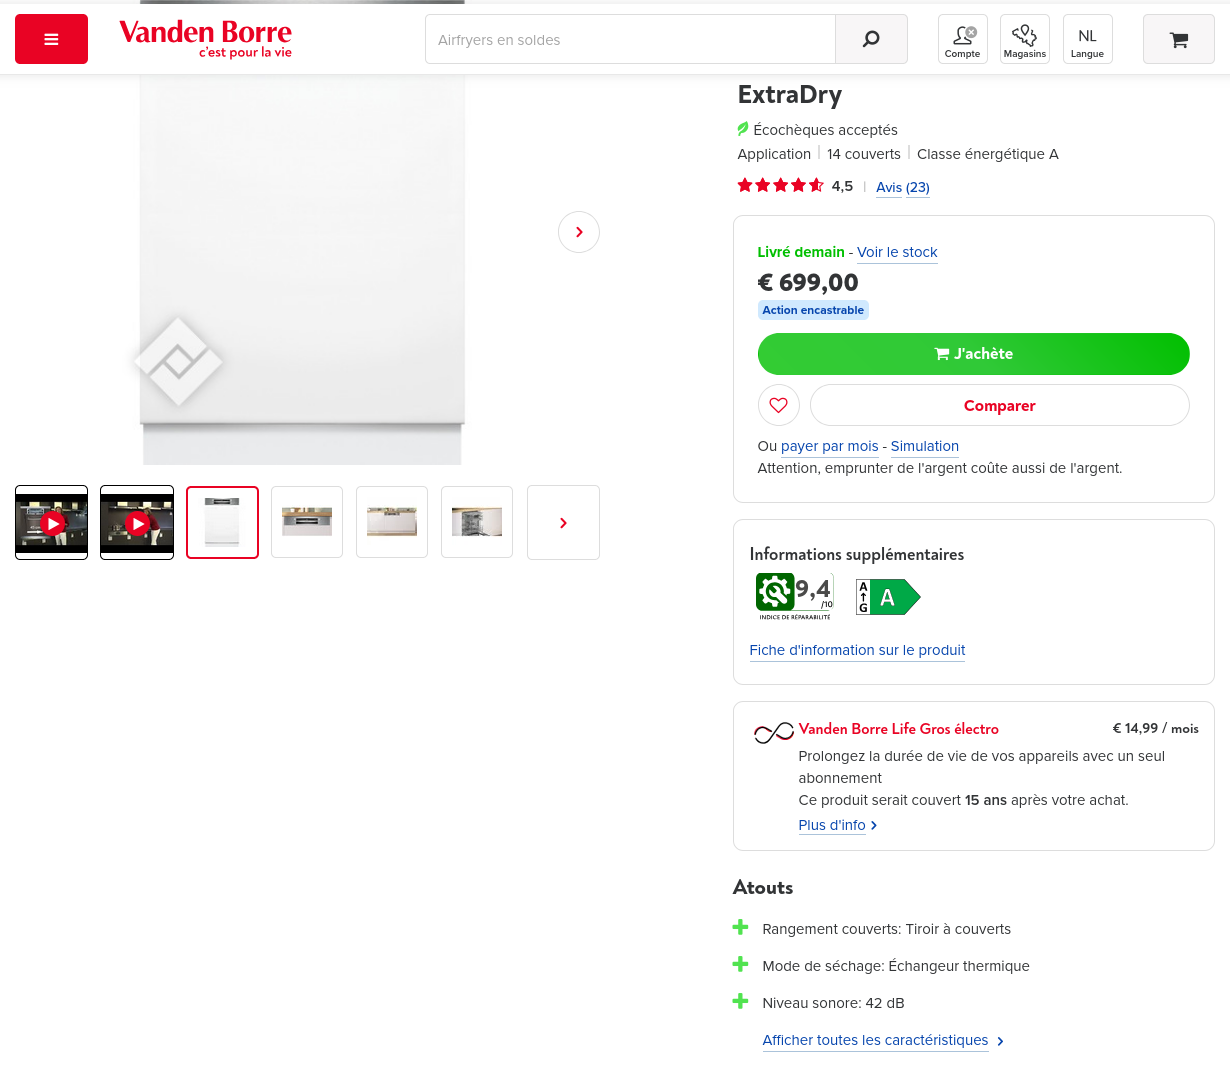 Vanden Borre
c'est pour la vie
Airfryers en soldes
Compte
Magasins
NL
Langue
ExtraDry
Écochèques acceptés
Application | 14 couverts | Classe énergétique A
4,5 | Avis (23)
Livré demain - Voir le stock
€ 699,00
Action encastrable
J'achète
Comparer
Ou payer par mois - Simulation
Attention, emprunter de l'argent coûte aussi de l'argent.
Informations supplémentaires
9,4
/10
INDICE DE RÉPARABILITÉ
A
G
A
Fiche d'information sur le produit
Vanden Borre Life Gros électro
€ 14,99 / mois
Prolongez la durée de vie de vos appareils avec un seul
abonnement
Ce produit serait couvert 15 ans après votre achat.
Plus d'info
Atouts
Rangement couverts: Tiroir à couverts
Mode de séchage: Échangeur thermique
Niveau sonore: 42 dB
Afficher toutes les caractéristiques